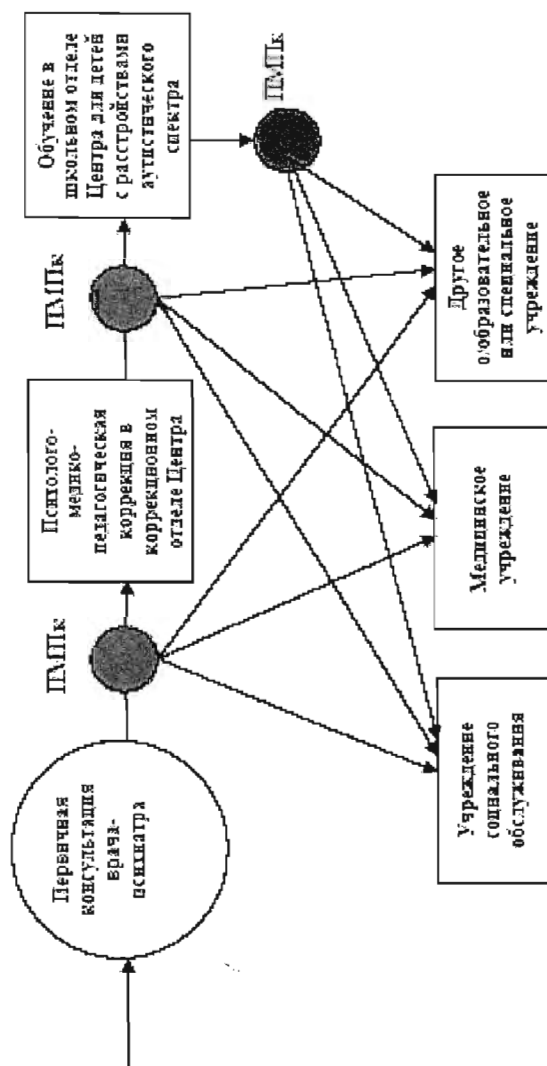 Первичная
консультация
врача-
психиатра
ПМПк
Психолого-
медико-
педагогическая
коррекция в
коррекционном
отделе Центра
ПМПк
Обучение в
школьном отделе
Центра для детей
с расстройствами
аутистического
спектра
ПМПк
Учреждение
социального
обслуживания
Медицинское
учреждение
Другое
о/образовательное
или специальное
учреждение